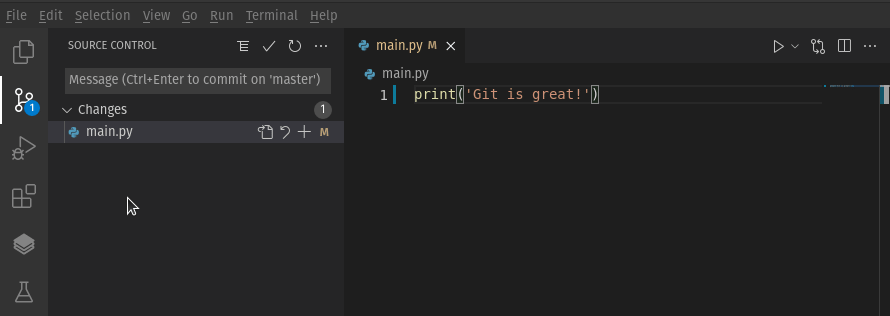 File Edit Selection View Go Run Terminal Help
SOURCE CONTROL
Message (Ctrl+Enter to commit on 'master')
Changes 1
main.py M
1
main.py M
main.py
1 print('Git is great!')